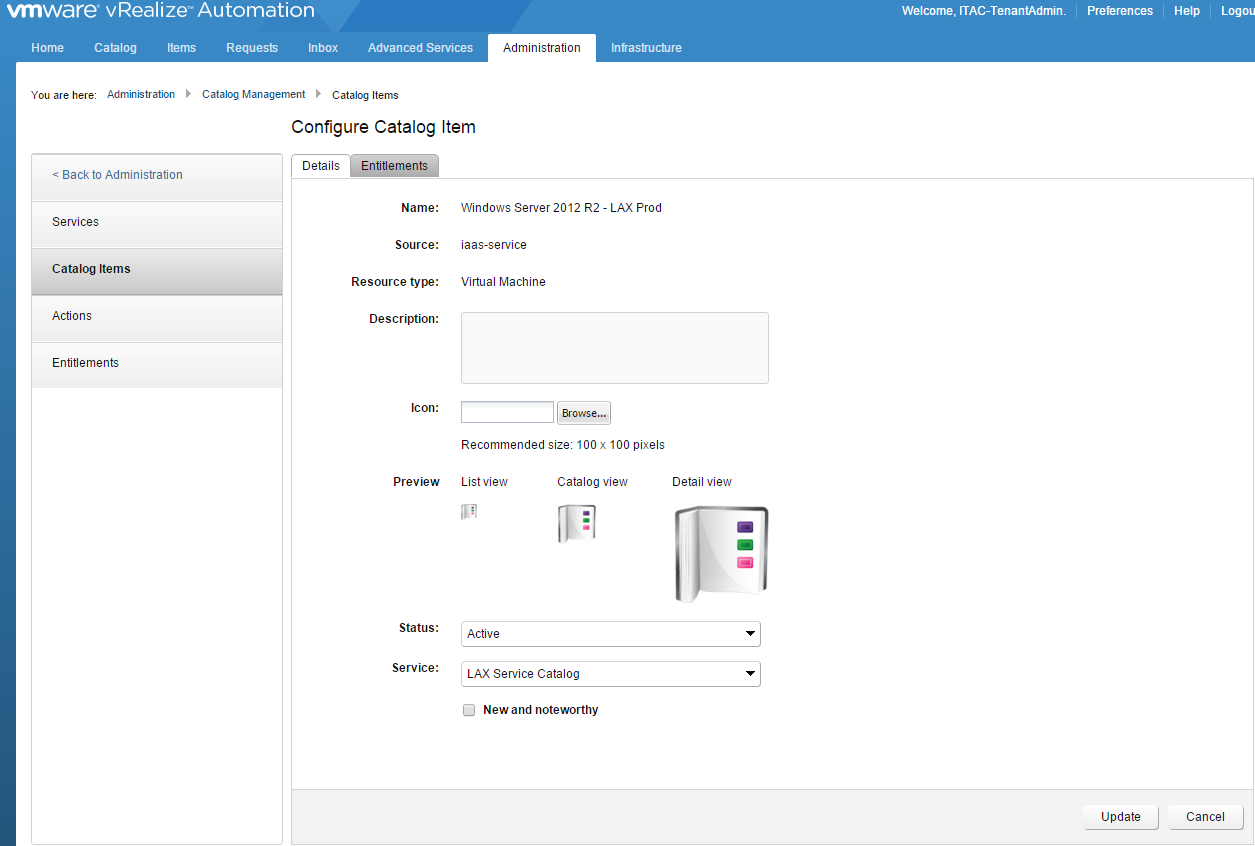 vmware vRealize™ Automation
Welcome, ITAC-TenantAdmin. Preferences Help Logou
Home Catalog Items Requests Inbox Advanced Services Administration Infrastructure
You are here: Administration Catalog Management Catalog Items
Configure Catalog Item
< Back to Administration
Services
Catalog Items
Actions
Entitlements
Details Entitlements
Name: Windows Server 2012 R2 - LAX Prod
Source: iaas-service
Resource type: Virtual Machine
Description:
Icon: Browse...
Recommended size: 100 x 100 pixels
Preview List view Catalog view Detail view
Status: Active
Service: LAX Service Catalog
New and noteworthy
Update Cancel